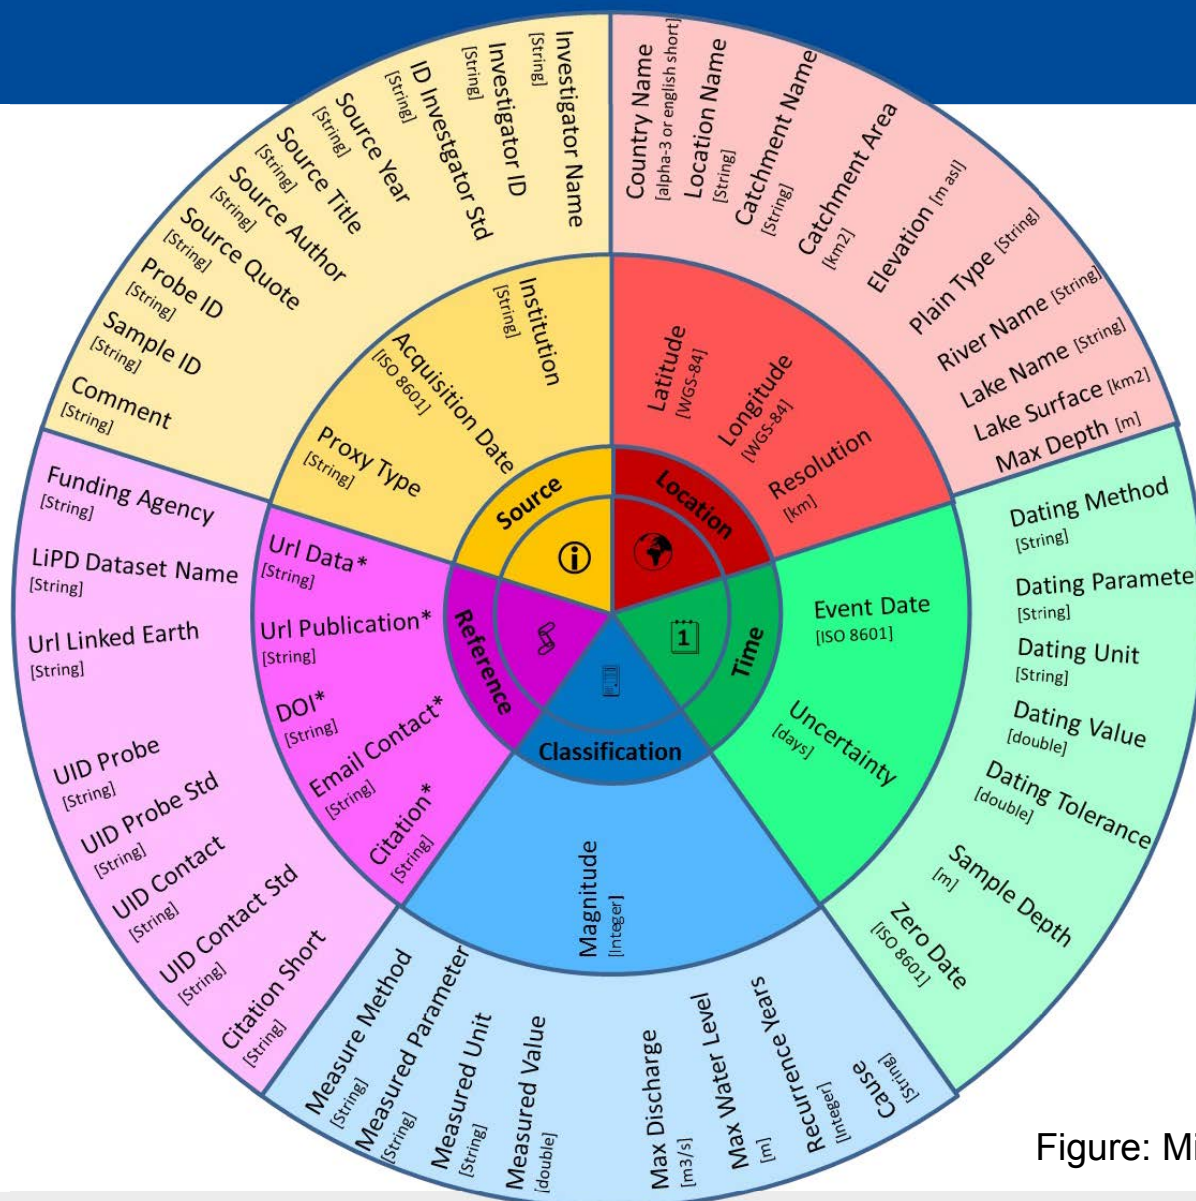 Source
Institution
[String]
Acquisition Date
[ISO 8601]
Proxy Type
[String]
Investigator Name
[String]
Investigator ID
[String]
ID Investgator Std
[String]
Source Year
[String]
Source Title
[String]
Source Author
[String]
Source Quote
[String]
Probe ID
[String]
Sample ID
[String]
Comment
[String]
Location
Latitude
[WGS-84]
Longitude
[WGS-84]
Resolution
[km]
Country Name
[alpha-3 or english short]
Location Name
[String]
Catchment Name
[String]
Catchment Area
[km2]
Elevation [m asl]
Plain Type [String]
River Name [String]
Lake Name [String]
Lake Surface [km2]
Max Depth [m]
Time
1
Event Date
[ISO 8601]
Uncertainty
[days]
Dating Method
[String]
Dating Paramete
[String]
Dating Unit
[String]
Dating Value
[double]
Dating Tolerance
[double]
Sample Depth
[m]
Zero Date
[ISO 8601]
Classification
Magnitude
[Integer]
Measure Method
[String]
Measured Parameter
[String]
Measured Unit
[String]
Measured Value
[double]
Max Discharge
[m3/s]
Max Water Level
[m]
Recurrence Years
[Integer]
Cause
[String]
Reference
Url Data*
[String]
Url Publication*
[String]
DOI*
[String]
Email Contact*
[String]
Citation*
[String]
Funding Agency
[String]
LiPD Dataset Name
[String]
Url Linked Earth
[String]
UID Probe
[String]
UID Probe Std
[String]
UID Contact
[String]
UID Contact Std
[String]
Citation Short
[String]
Figure: Mi